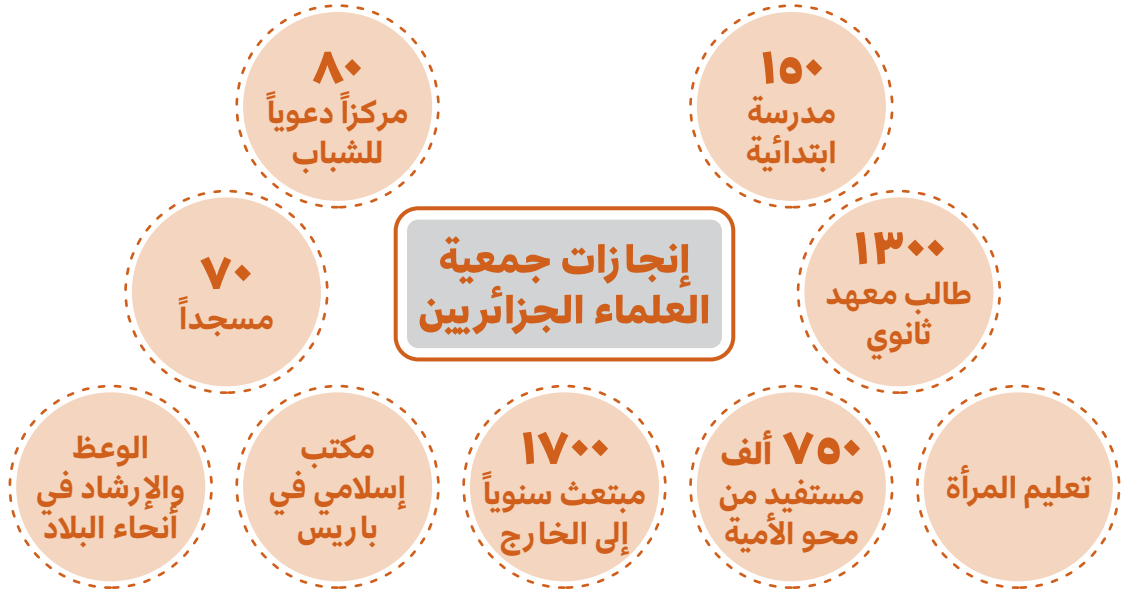 إنجازات جمعية
العلماء الجزائريين
١٥٠
مدرسة
ابتدائية
٨٠
مركزاً دعوياً
للشباب
١٣٠٠
طالب معهد
ثانوي
٧٠
مسجداً
تعليم المرأة
٧٥٠ ألف
مستفيد من
محو الأمية
١٧٠٠
مبتعث سنوياً
إلى الخارج
مكتب
إسلامي في
باريس
الوعظ
والإرشاد في
أنحاء البلاد